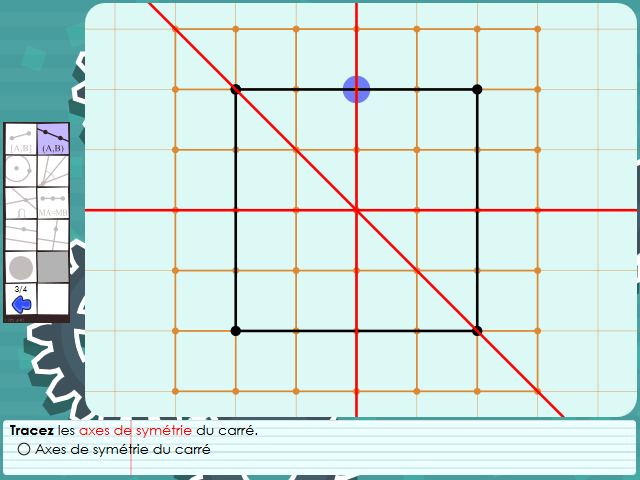 [A,B]
(A,B)
MA=MB
3/4
Tracez les axes de symétrie du carré.
Axes de symétrie du carré